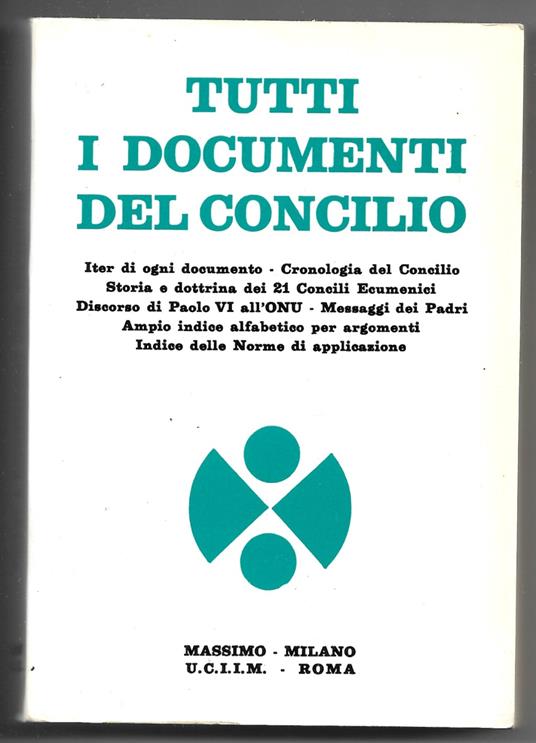 TUTTI
I DOCUMENTI
DEL CONCILIO
Iter di ogni documento - Cronologia del Concilio
Storia e dottrina dei 21 Concili Ecumenici
Discorso di Paolo VI all'ONU - Messaggi dei Padri
Ampio indice alfabetico per argomenti
Indice delle Norme di applicazione
MASSIMO - MILANO
U.C.I.I.M. - ROMA